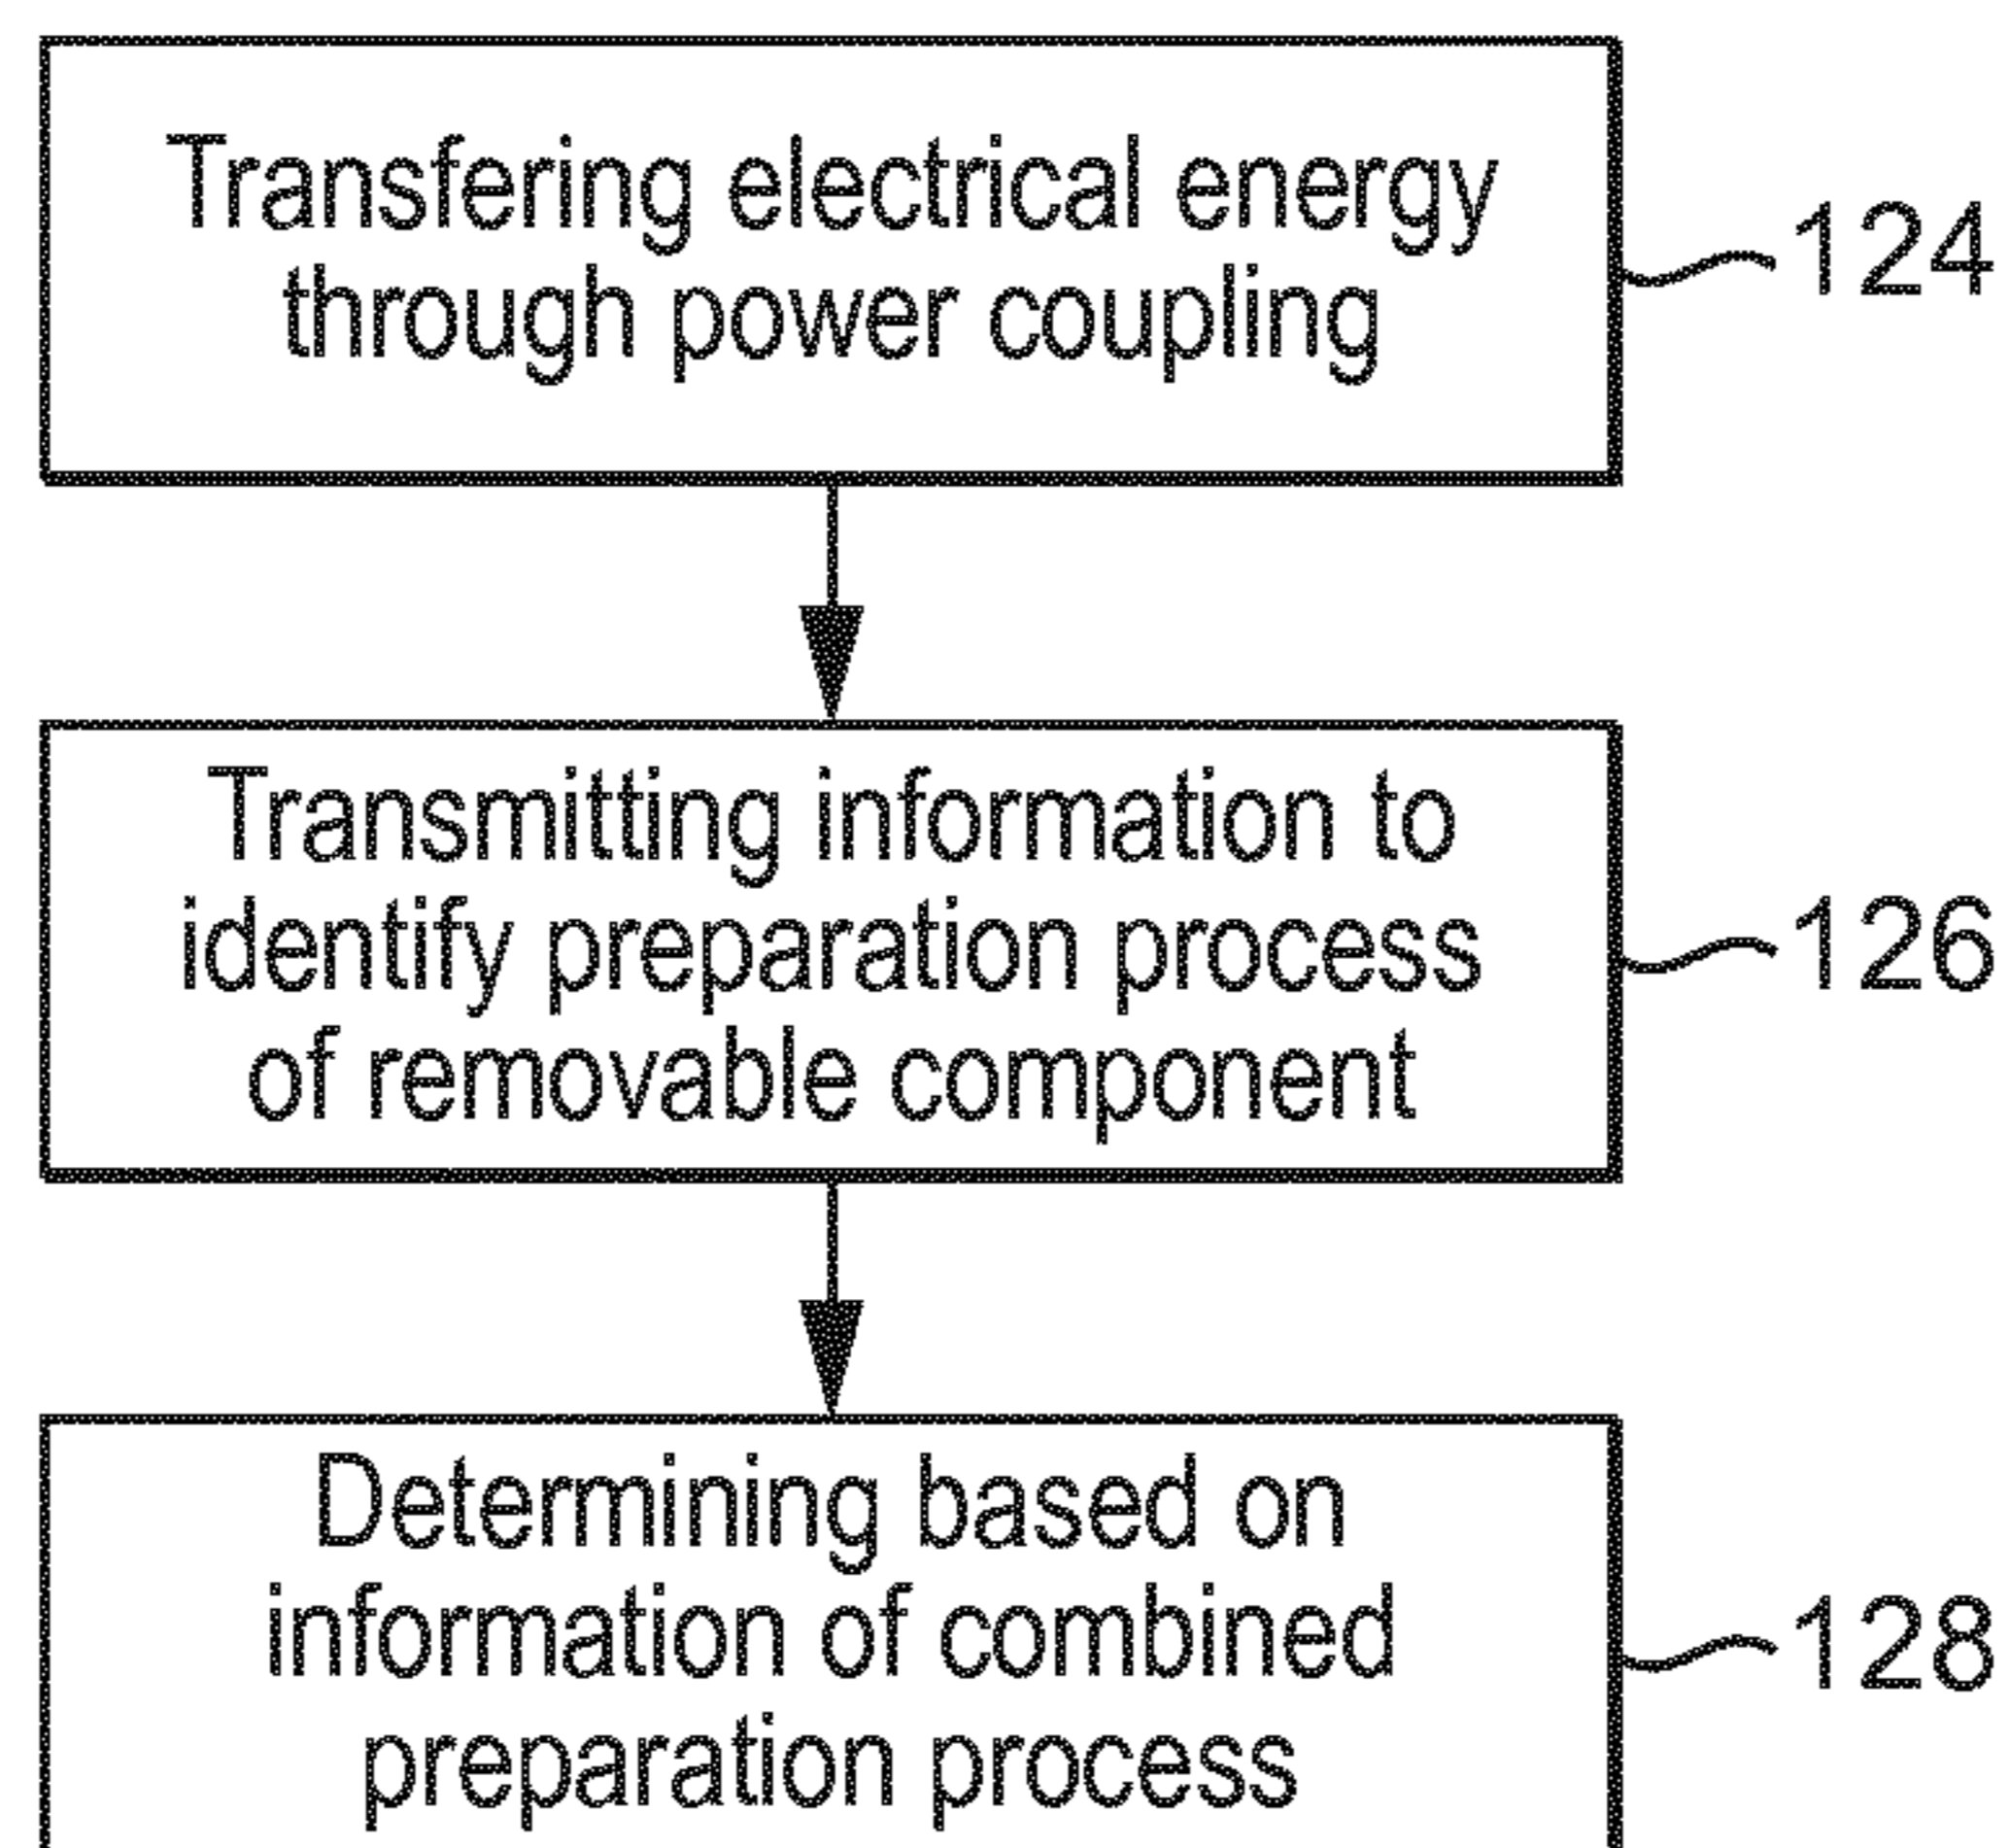 Transfering electrical energy
through power coupling
124
Transmitting information to
identify preparation process
of removable component
126
Determining based on
information of combined
preparation process
128